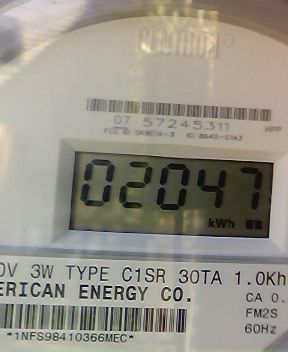 CENTRON
07 57245311
02047
kWh
0V 3W TYPE C1SR 30TA 1.0Kh
ERICAN ENERGY CO.
CA 0.
FM2S
60Hz
*1NFS98410366MEC*